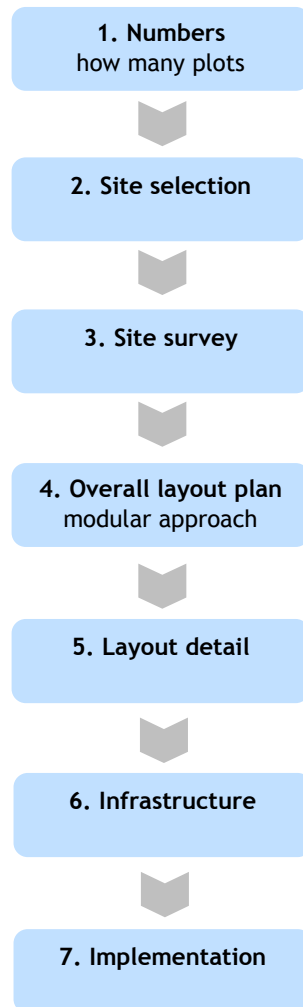 1. Numbers
how many plots
2. Site selection
3. Site survey
4. Overall layout plan
modular approach
5. Layout detail
6. Infrastructure
7. Implementation